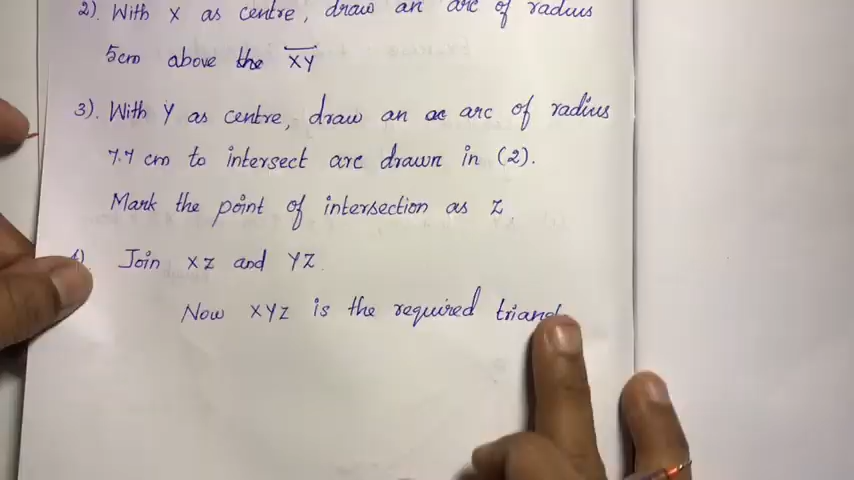 2). With X as centre, draw an arc of radius
5cm above the XY
3). With Y as centre, draw an ac arc of radius
7.7 cm to intersect arc drawn in (2).
Mark the point of intersection as Z.
4). Join XZ and YZ.
Now XYZ is the required